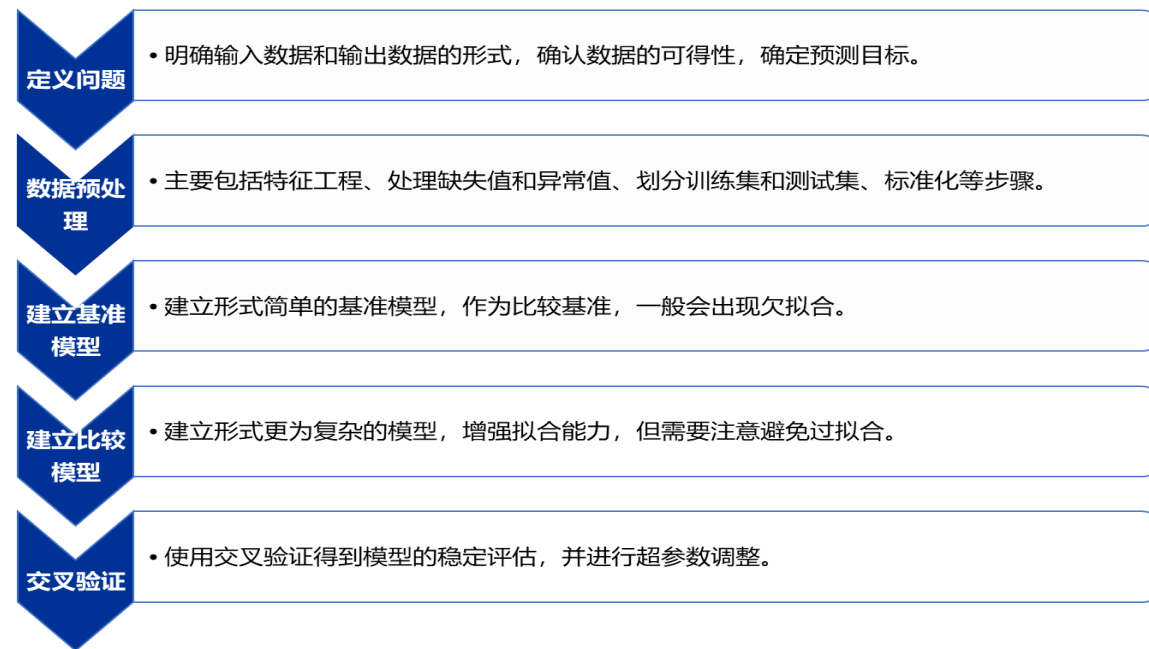 定义问题
• 明确输入数据和输出数据的形式，确认数据的可得性，确定预测目标。
数据预处
理
• 主要包括特征工程、处理缺失值和异常值、划分训练集和测试集、标准化等步骤。
建立基准
模型
• 建立形式简单的基准模型，作为比较基准，一般会出现欠拟合。
建立比较
模型
• 建立形式更为复杂的模型，增强拟合能力，但需要注意避免过拟合。
交叉验证
• 使用交叉验证得到模型的稳定评估，并进行超参数调整。